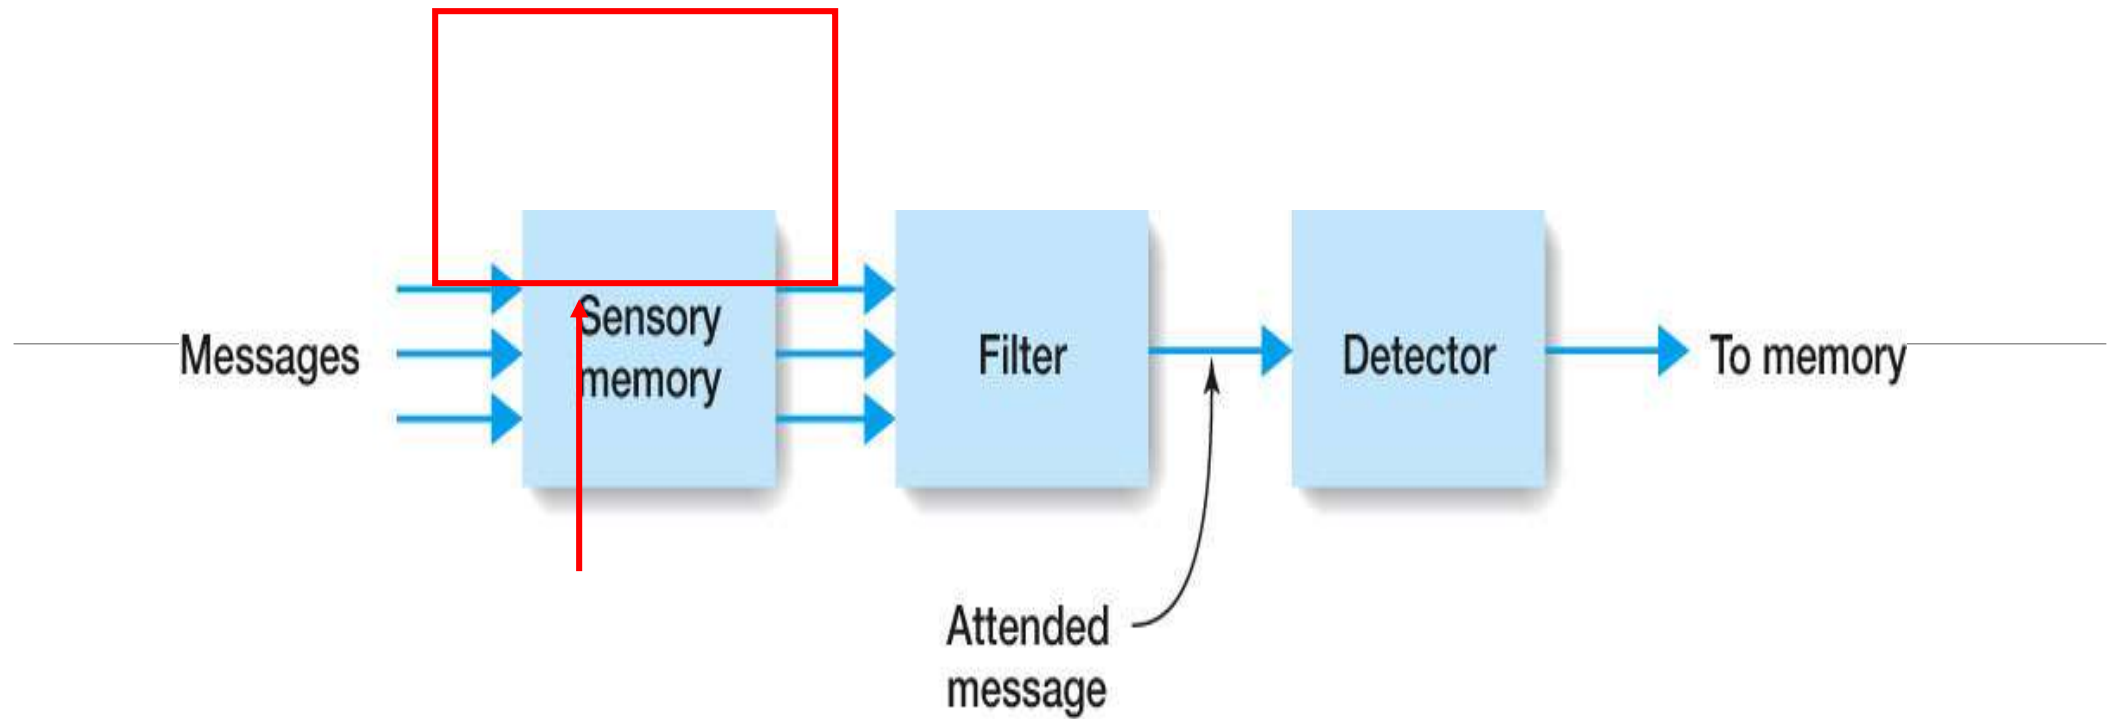 Messages
Sensory
memory
Filter
Detector
To memory
Attended
message